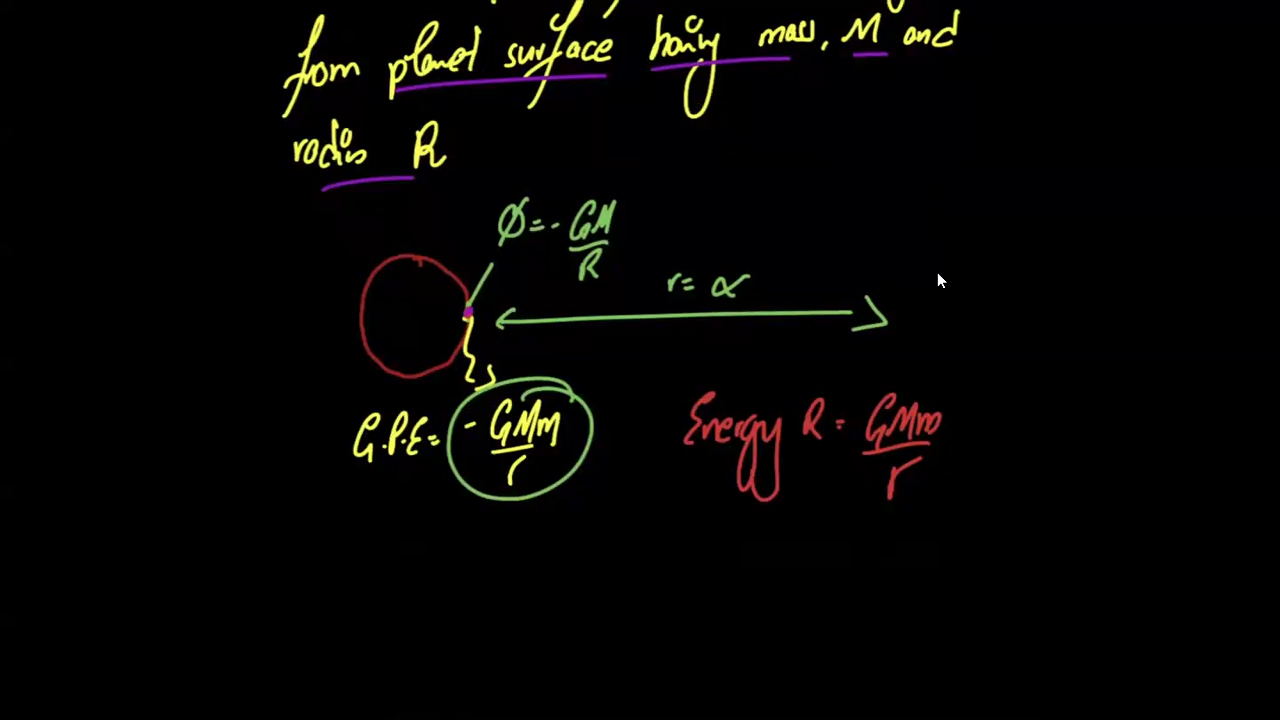 from planet surface having mass, M and
radius R
Ø = - GM/R
r = ∝
G.P.E = - GMm/r
Energy R = GMm/r